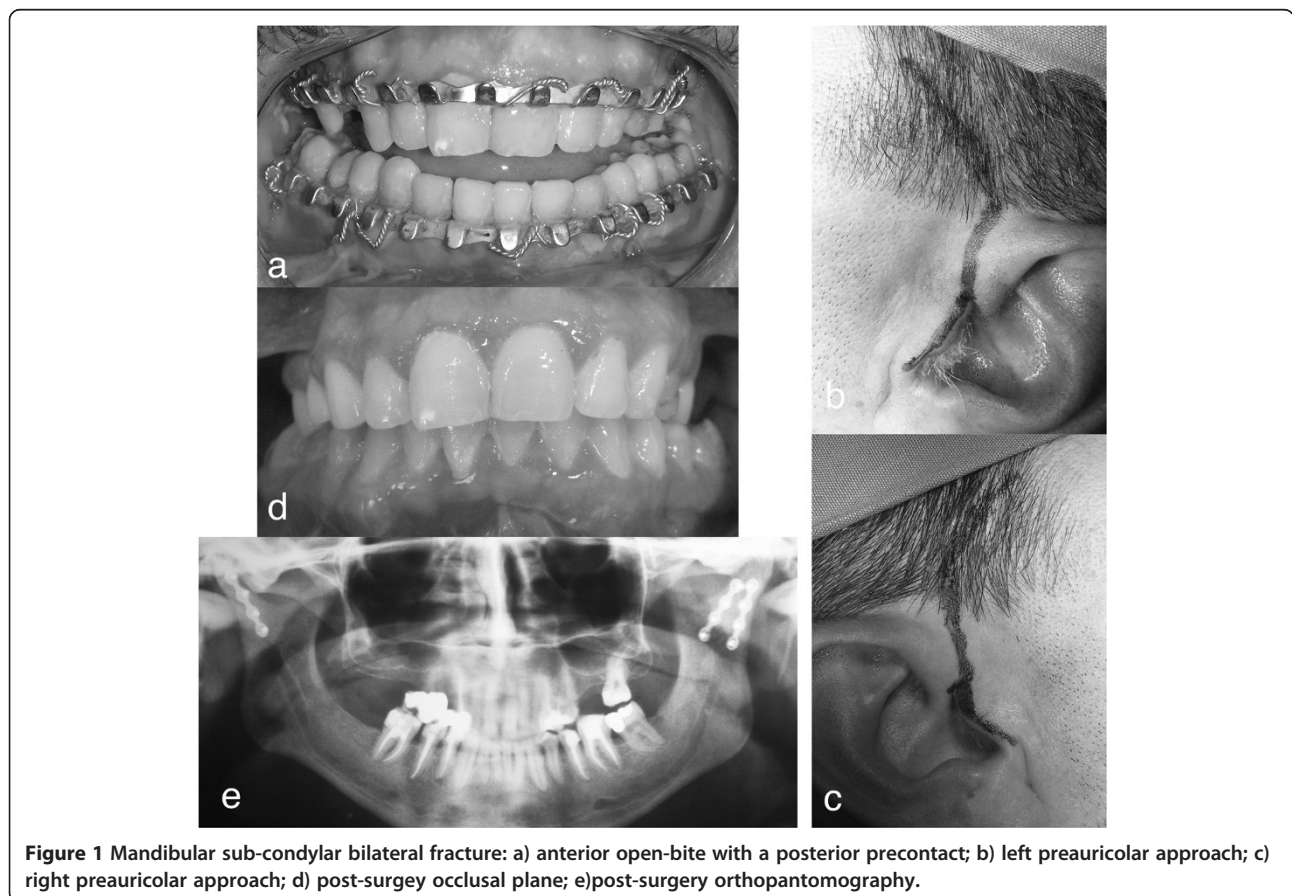 a
b
d
e
c
Figure 1 Mandibular sub-condylar bilateral fracture: a) anterior open-bite with a posterior precontact; b) left preauricolar approach; c)
right preauricolar approach; d) post-surgey occlusal plane; e)post-surgery orthopantomography.